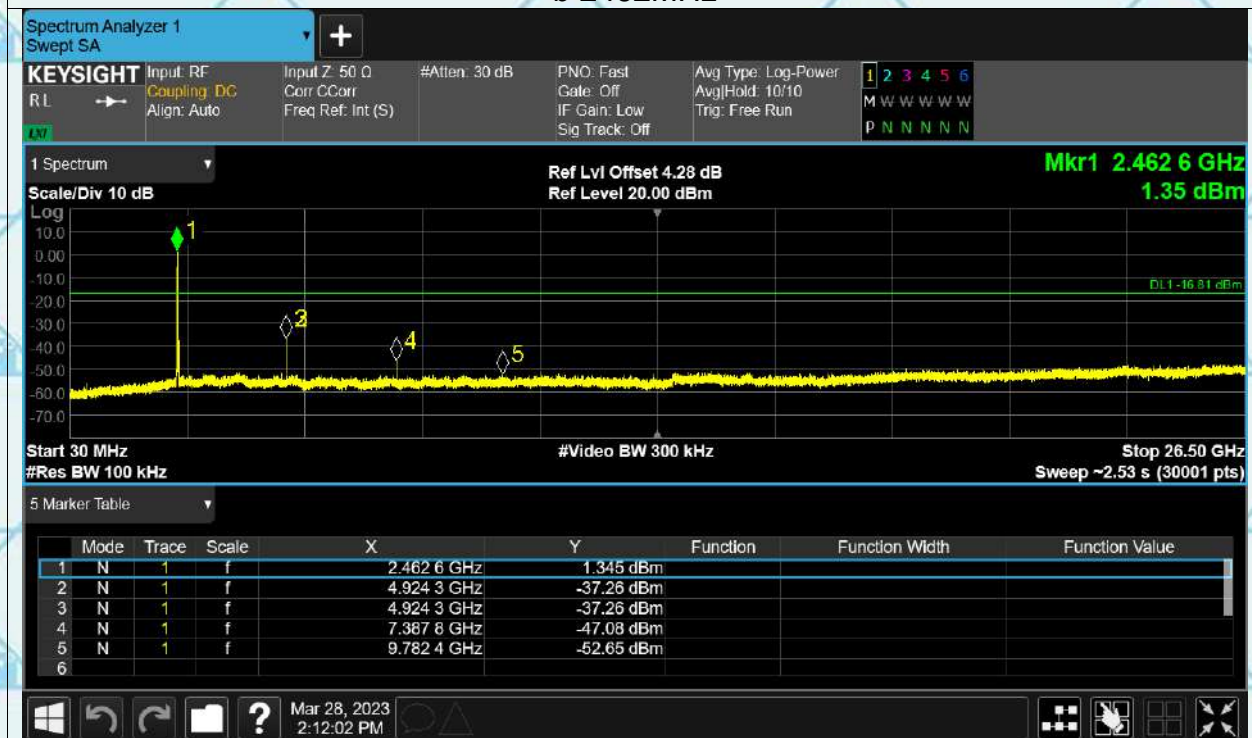 Spectrum Analyzer 1
Swept SA
+
KEYSIGHT
RL
LXI
Input: RF
Coupling: DC
Align: Auto
Input Z: 50 Ω
Corr CCorr
Freq Ref: Int (S)
#Atten: 30 dB
PNO: Fast
Gate: Off
IF Gain: Low
Sig Track: Off
Avg Type: Log-Power
Avg|Hold: 10/10
Trig: Free Run
1 2 3 4 5 6
M W W W W W
P N N N N N
1 Spectrum
Scale/Div 10 dB
Ref Lvl Offset 4.28 dB
Ref Level 20.00 dBm
Mkr1 2.462 6 GHz
1.35 dBm
Log
10.0
0.00
-10.0
-20.0
-30.0
-40.0
-50.0
-60.0
-70.0
1
3
4
5
DL1 -16.81 dBm
Start 30 MHz
#Video BW 300 kHz
Stop 26.50 GHz
#Res BW 100 kHz
Sweep ~2.53 s (30001 pts)
5 Marker Table
Mode Trace Scale X Y Function Function Width Function Value
1 N 1 f 2.462 6 GHz 1.345 dBm
2 N 1 f 4.924 3 GHz -37.26 dBm
3 N 1 f 4.924 3 GHz -37.26 dBm
4 N 1 f 7.387 8 GHz -47.08 dBm
5 N 1 f 9.782 4 GHz -52.65 dBm
6
?
Mar 28, 2023
2:12:02 PM